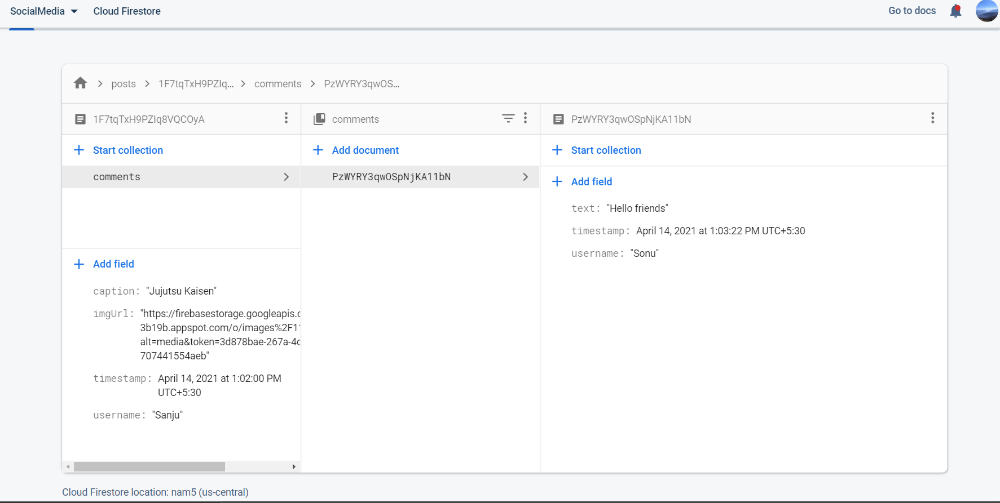 SocialMedia Cloud Firestore Go to docs
posts 1F7tqTxH9PZIq... comments PzWYRY3qwOS...
1F7tqTxH9PZIq8VQCOyA
Start collection
comments
Add field
caption: "Jujutsu Kaisen"
imgUrl: "https://firebasestorage.googleapis.c
3b19b.appspot.com/o/images%2F11
alt=media&token=3d878bae-267a-4c
707441554aeb"
timestamp: April 14, 2021 at 1:02:00 PM
UTC+5:30
username: "Sanju"
comments
Add document
PzWYRY3qwOSpNjKA11bN
PzWYRY3qwOSpNjKA11bN
Start collection
Add field
text: "Hello friends"
timestamp: April 14, 2021 at 1:03:22 PM UTC+5:30
username: "Sonu"
Cloud Firestore location: nam5 (us-central)